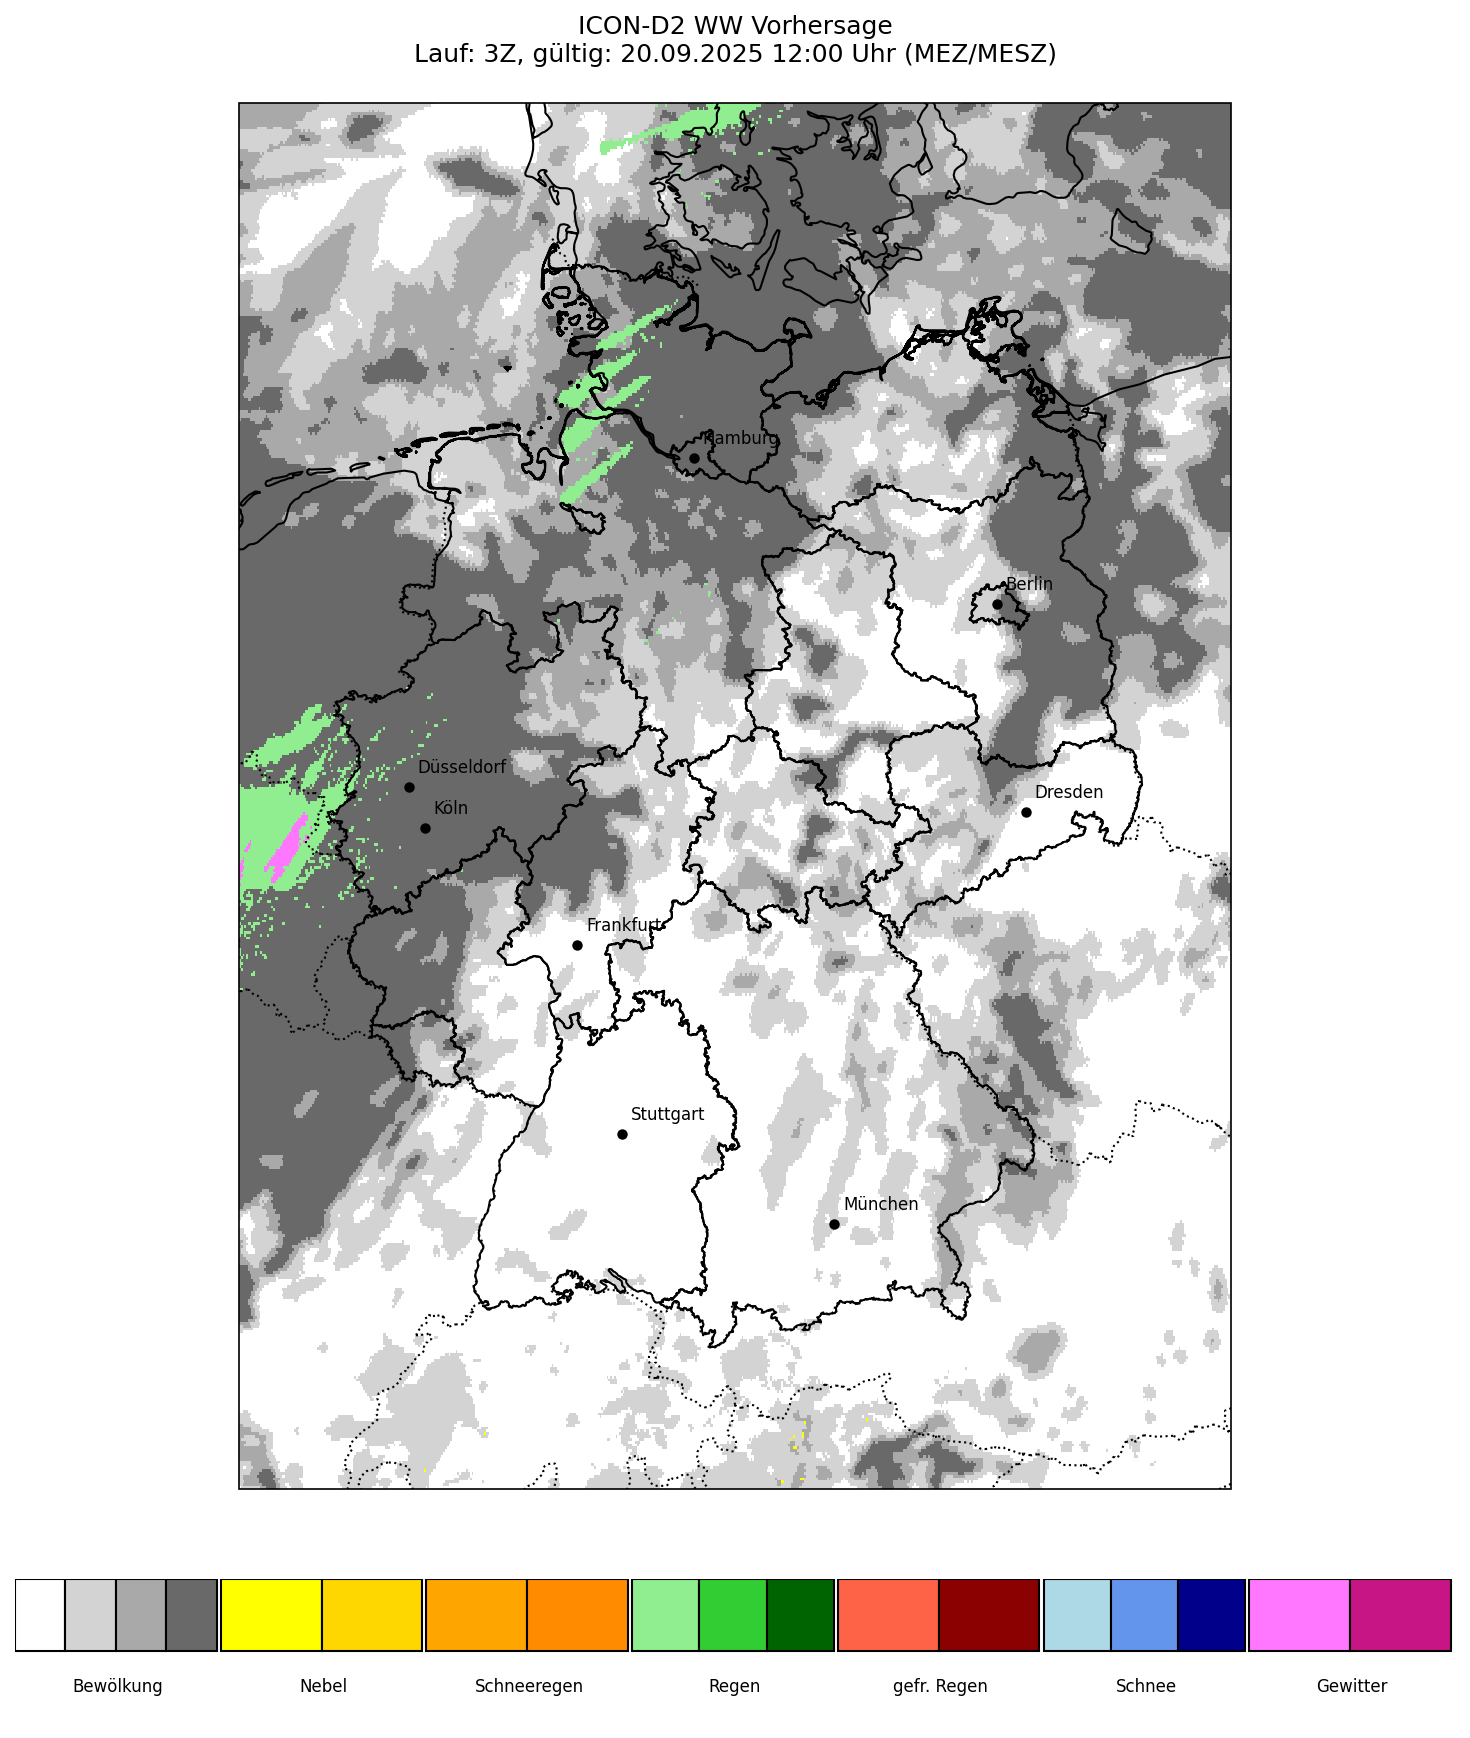 ICON-D2 WW Vorhersage
Lauf: 3Z, gültig: 20.09.2025 12:00 Uhr (MEZ/MESZ)
Hamburg
Berlin
Düsseldorf
Köln
Dresden
Frankfurt
Stuttgart
München
Bewölkung
Nebel
Schneeregen
Regen
gefr. Regen
Schnee
Gewitter